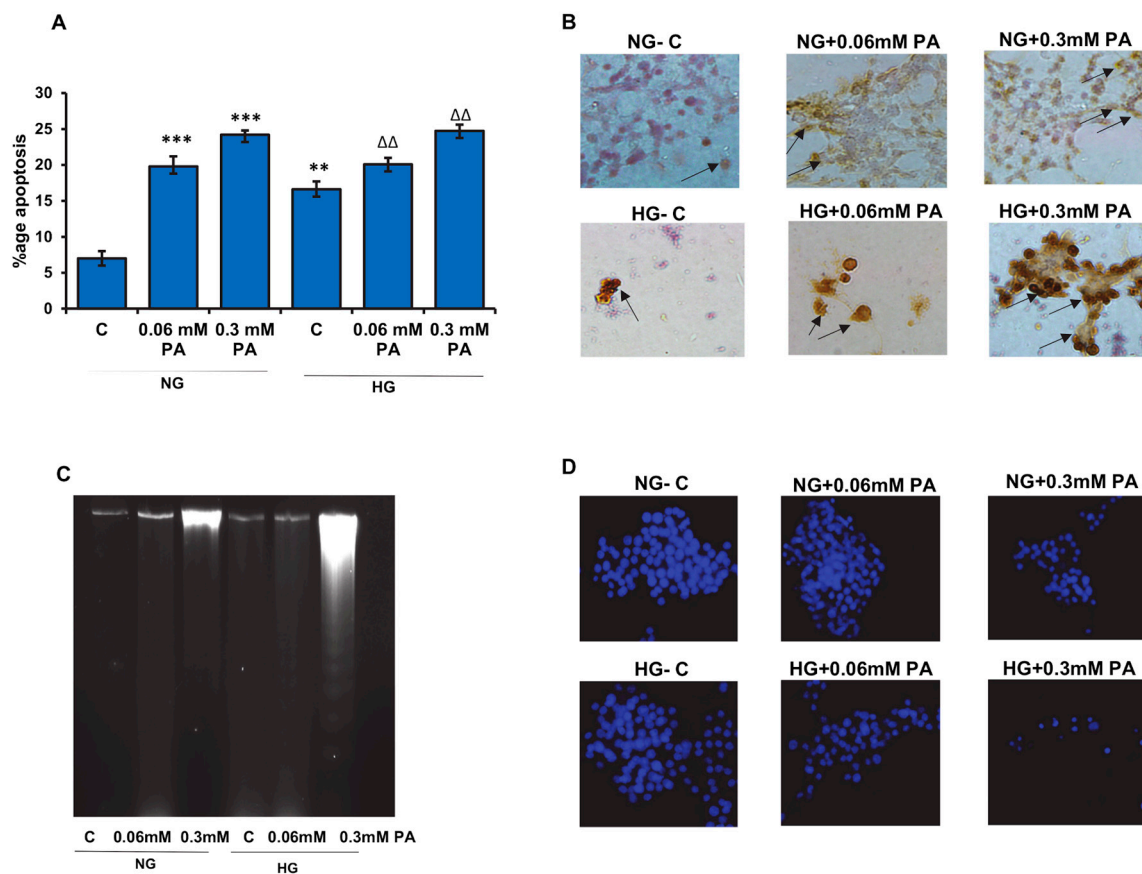 A
30
25
20
15
10
5
0
%age apoptosis
***
***
**
ΔΔ
ΔΔ
C
0.06 mM
PA
0.3 mM
PA
C
0.06 mM
PA
0.3 mM
PA
NG
HG
B
NG- C
NG+0.06mM PA
NG+0.3mM PA
HG- C
HG+0.06mM PA
HG+0.3mM PA
C
C 0.06mM 0.3mM C 0.06mM 0.3mM PA
NG HG
D
NG- C
NG+0.06mM PA
NG+0.3mM PA
HG- C
HG+0.06mM PA
HG+0.3mM PA